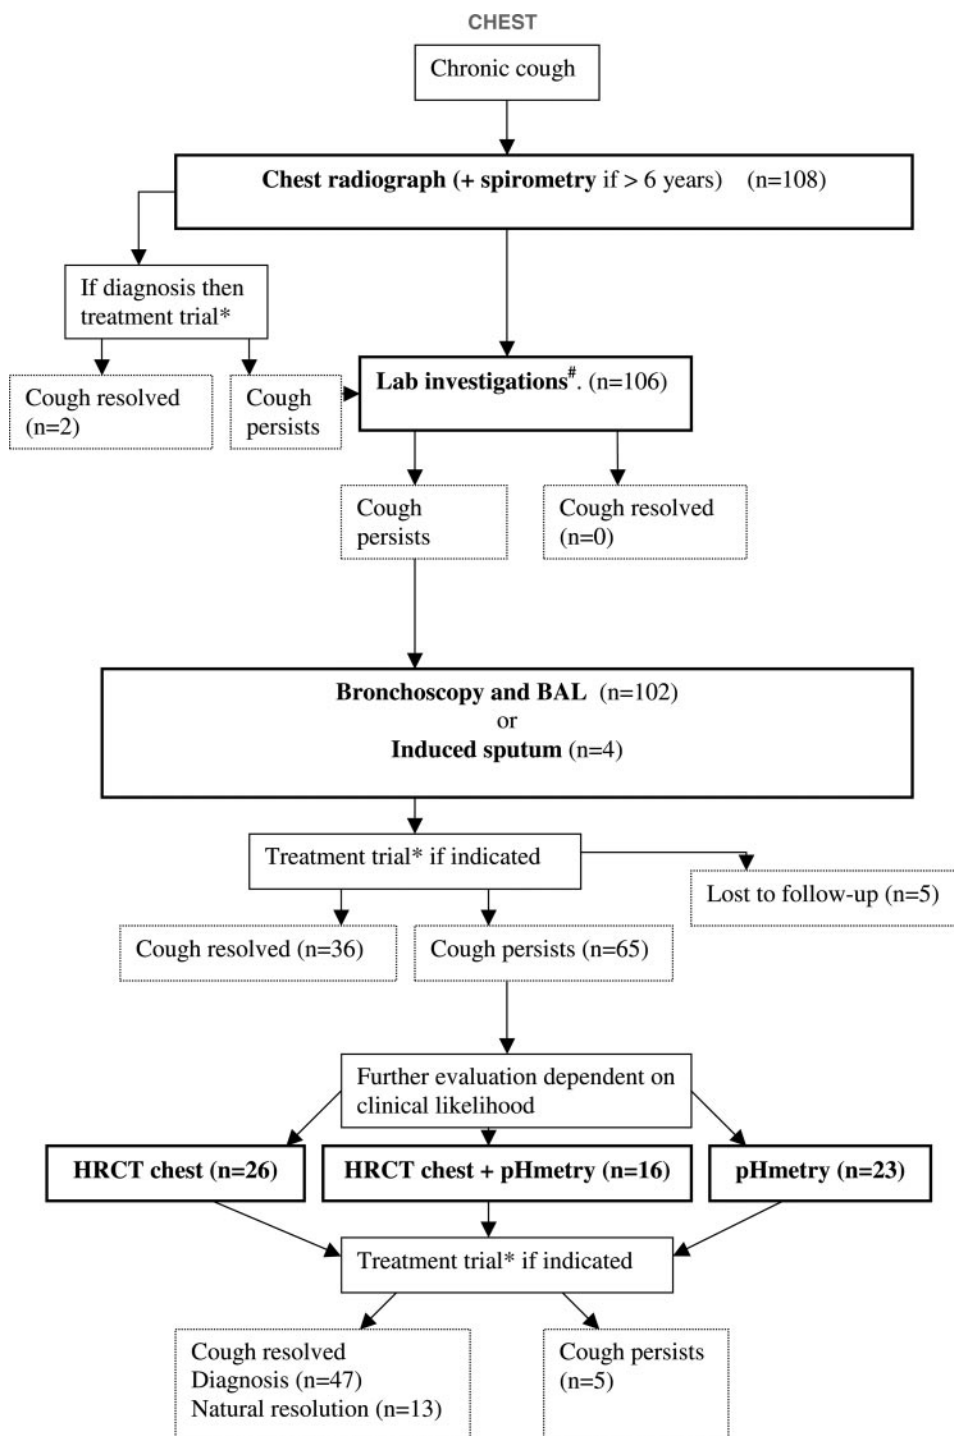 CHEST
Chronic cough
Chest radiograph (+ spirometry if > 6 years) (n=108)
If diagnosis then
treatment trial*
Cough resolved
(n=2)
Cough
persists
Lab investigations#. (n=106)
Cough
persists
Cough resolved
(n=0)
Bronchoscopy and BAL (n=102)
or
Induced sputum (n=4)
Treatment trial* if indicated
Lost to follow-up (n=5)
Cough resolved (n=36)
Cough persists (n=65)
Further evaluation dependent on
clinical likelihood
HRCT chest (n=26)
HRCT chest + pHmetry (n=16)
pHmetry (n=23)
Treatment trial* if indicated
Cough resolved
Diagnosis (n=47)
Natural resolution (n=13)
Cough persists
(n=5)